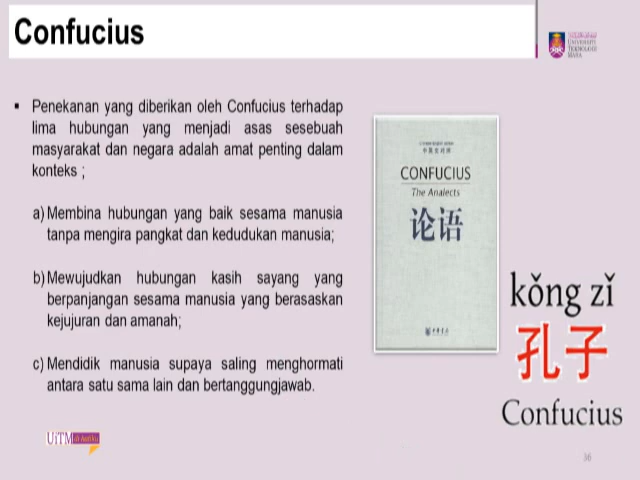 Confucius
UNIVERSITI
TEKNOLOGI
MARA
▪ Penekanan yang diberikan oleh Confucius terhadap
lima hubungan yang menjadi asas sesebuah
masyarakat dan negara adalah amat penting dalam
konteks ;
a) Membina hubungan yang baik sesama manusia
tanpa mengira pangkat dan kedudukan manusia;
b) Mewujudkan hubungan kasih sayang yang
berpanjangan sesama manusia yang berasaskan
kejujuran dan amanah;
c) Mendidik manusia supaya saling menghormati
antara satu sama lain dan bertanggungjawab.
CONFUCIUS
The Analects
论语
kǒng zǐ
孔子
Confucius
UiTM
36